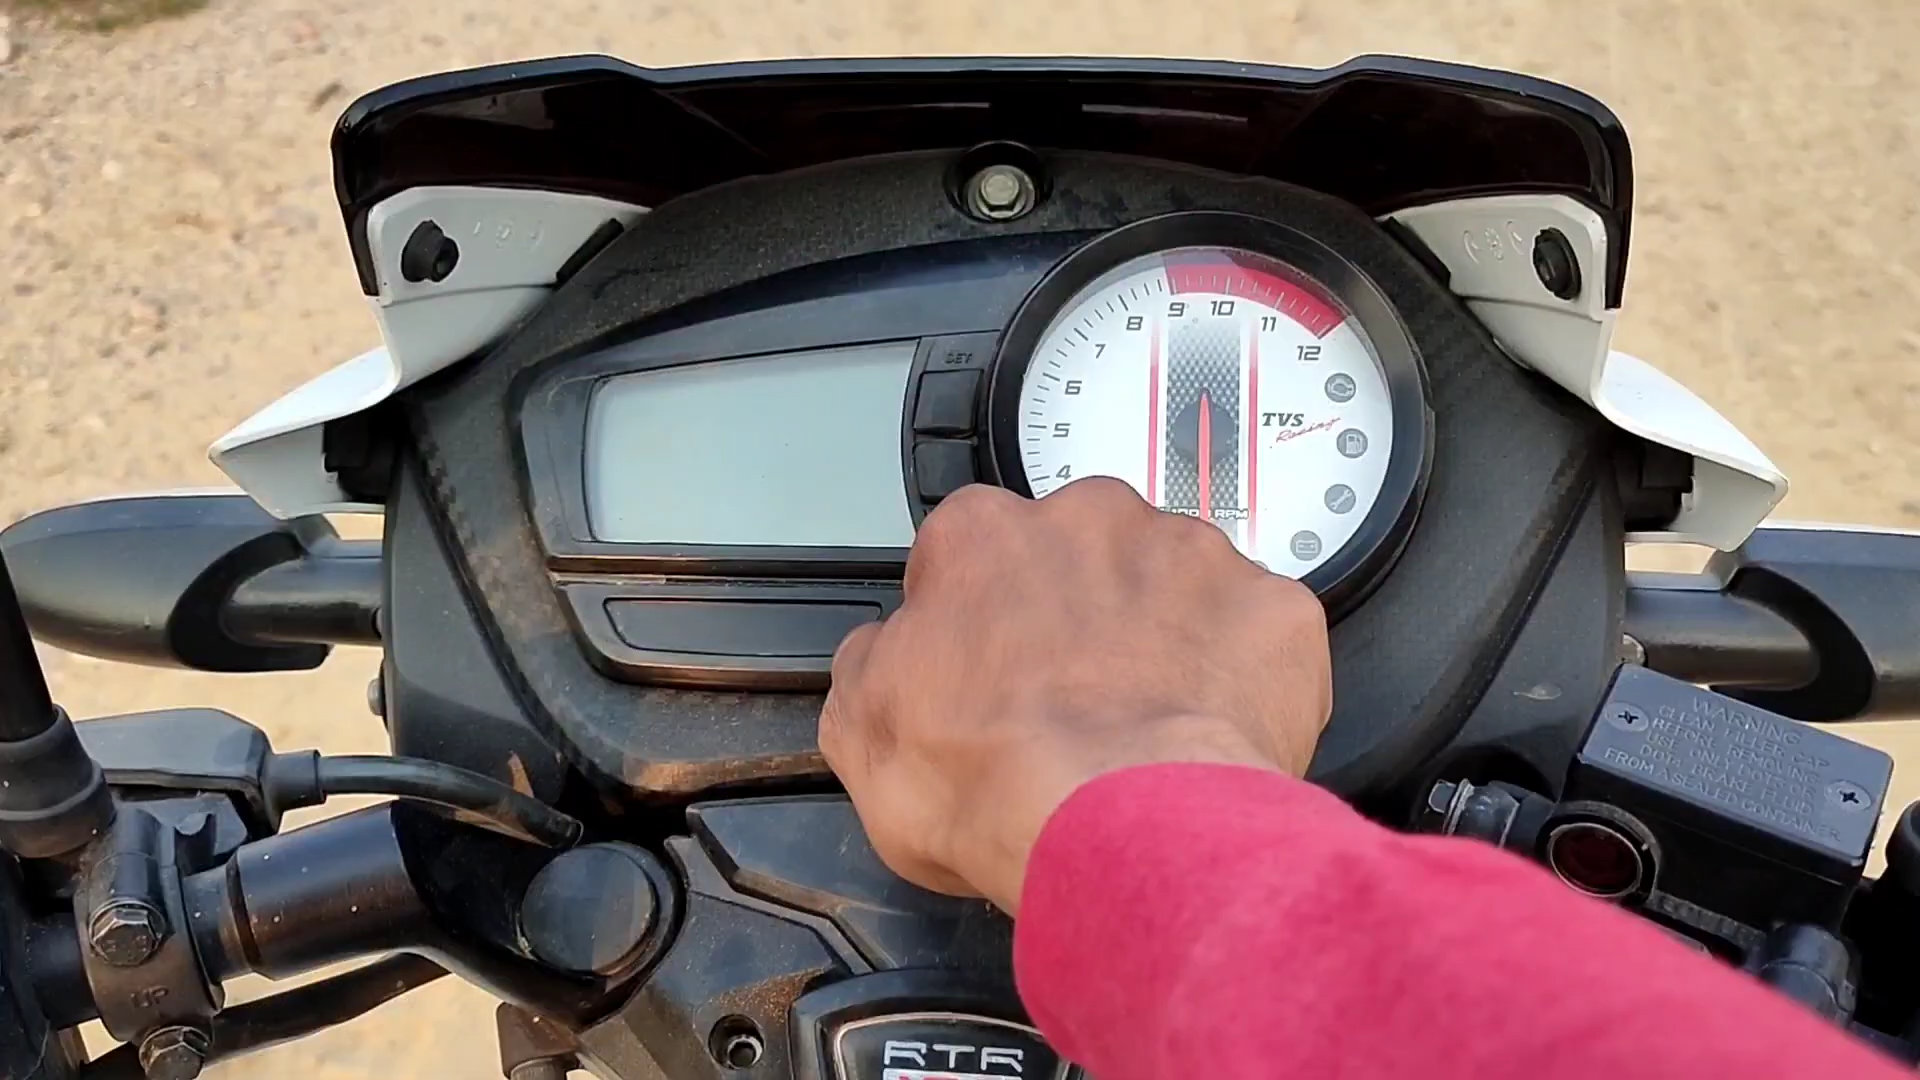 SET
9 10
8 11
7 12
6
TVS
Racing
5
4
RPM
WARNING
CLEAN FILLER CAP
BEFORE REMOVING
USE ONLY DOT3 OR
DOT4 BRAKE FLUID
FROM A SEALED CONTAINER
UP
RTR